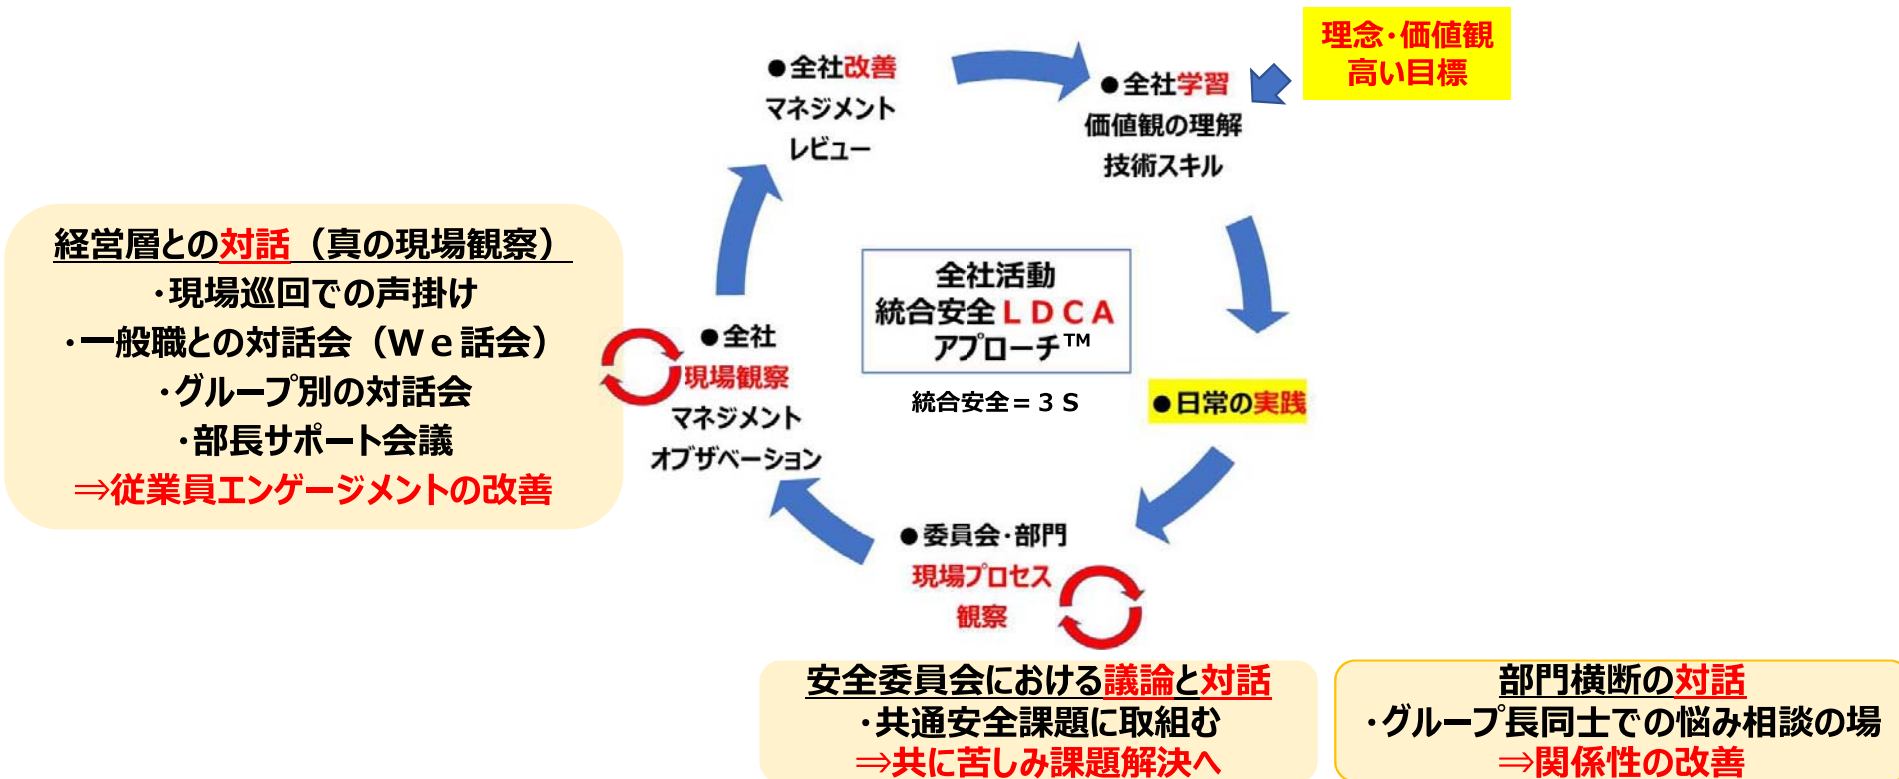 理念・価値観
高い目標
●全社改善
マネジメント
レビュー
●全社学習
価値観の理解
技術スキル
経営層との対話（真の現場観察）
・現場巡回での声掛け
・一般職との対話会（Ｗｅ話会）
・グループ別の対話会
・部長サポート会議
⇒従業員エンゲージメントの改善
全社活動
統合安全ＬＤＣＡ
アプローチ™
統合安全＝３Ｓ
●全社
現場観察
マネジメント
オブザベーション
●日常の実践
●委員会・部門
現場プロセス
観察
安全委員会における議論と対話
・共通安全課題に取組む
⇒共に苦しみ課題解決へ
部門横断の対話
・グループ長同士での悩み相談の場
⇒関係性の改善